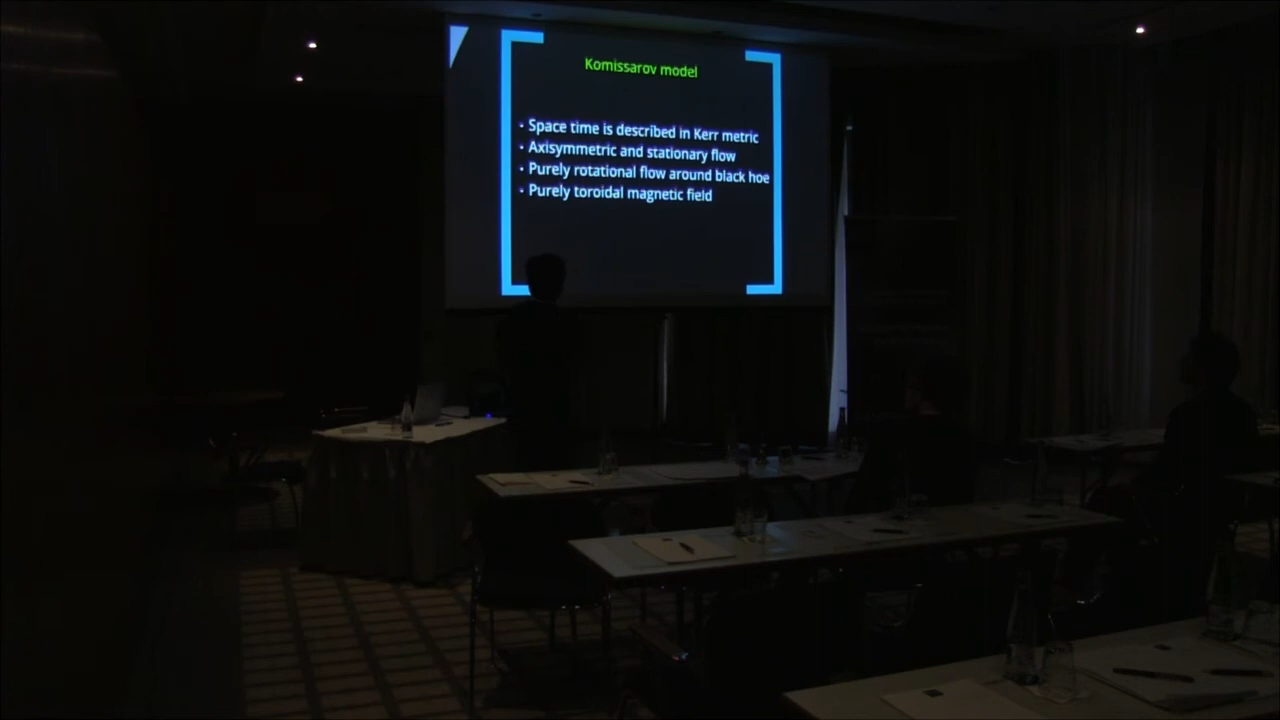 Komissarov model
• Space time is described in Kerr metric
• Axisymmetric and stationary flow
• Purely rotational flow around black hoe
• Purely toroidal magnetic field